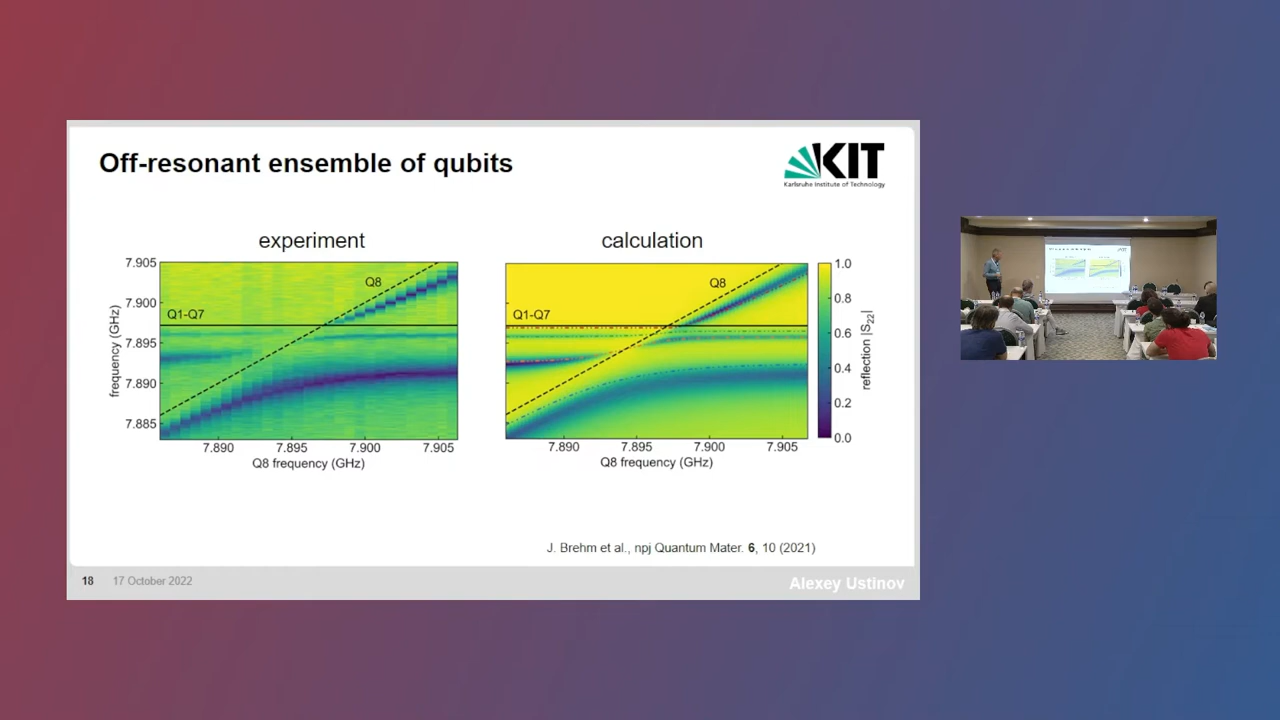 Off-resonant ensemble of qubits
KIT
Karlsruhe Institute of Technology
experiment
7.905
7.900
7.895
7.890
7.885
frequency (GHz)
Q1-Q7
Q8
7.890
7.895
7.900
7.905
Q8 frequency (GHz)
calculation
Q1-Q7
Q8
7.890
7.895
7.900
7.905
Q8 frequency (GHz)
1.0
0.8
0.6
0.4
0.2
0.0
reflection |S22|
J. Brehm et al., npj Quantum Mater. 6, 10 (2021)
18 17 October 2022
Alexey Ustinov